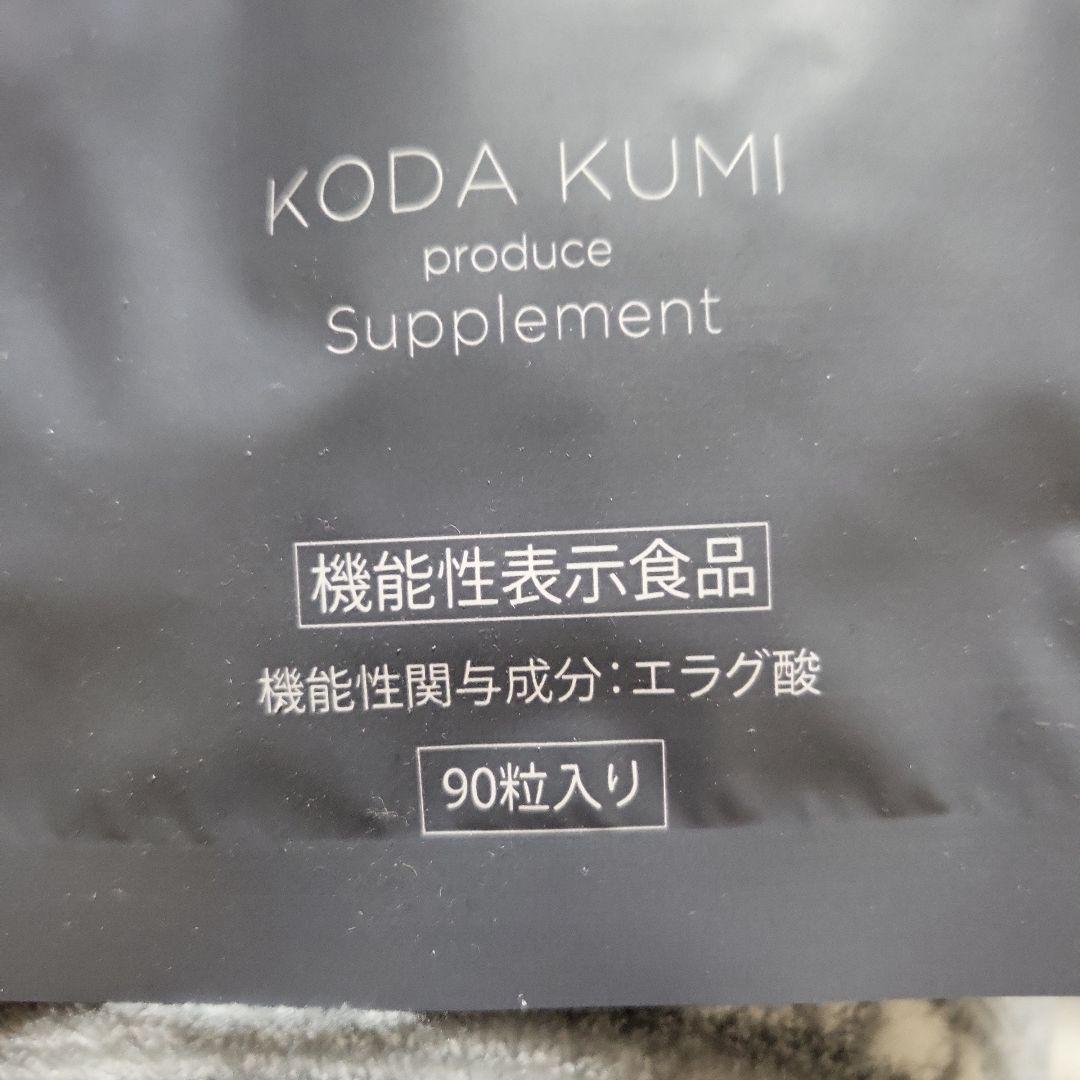 KODA KUMI
produce
Supplement
機能性表示食品
機能性関与成分：エラグ酸
90粒入り